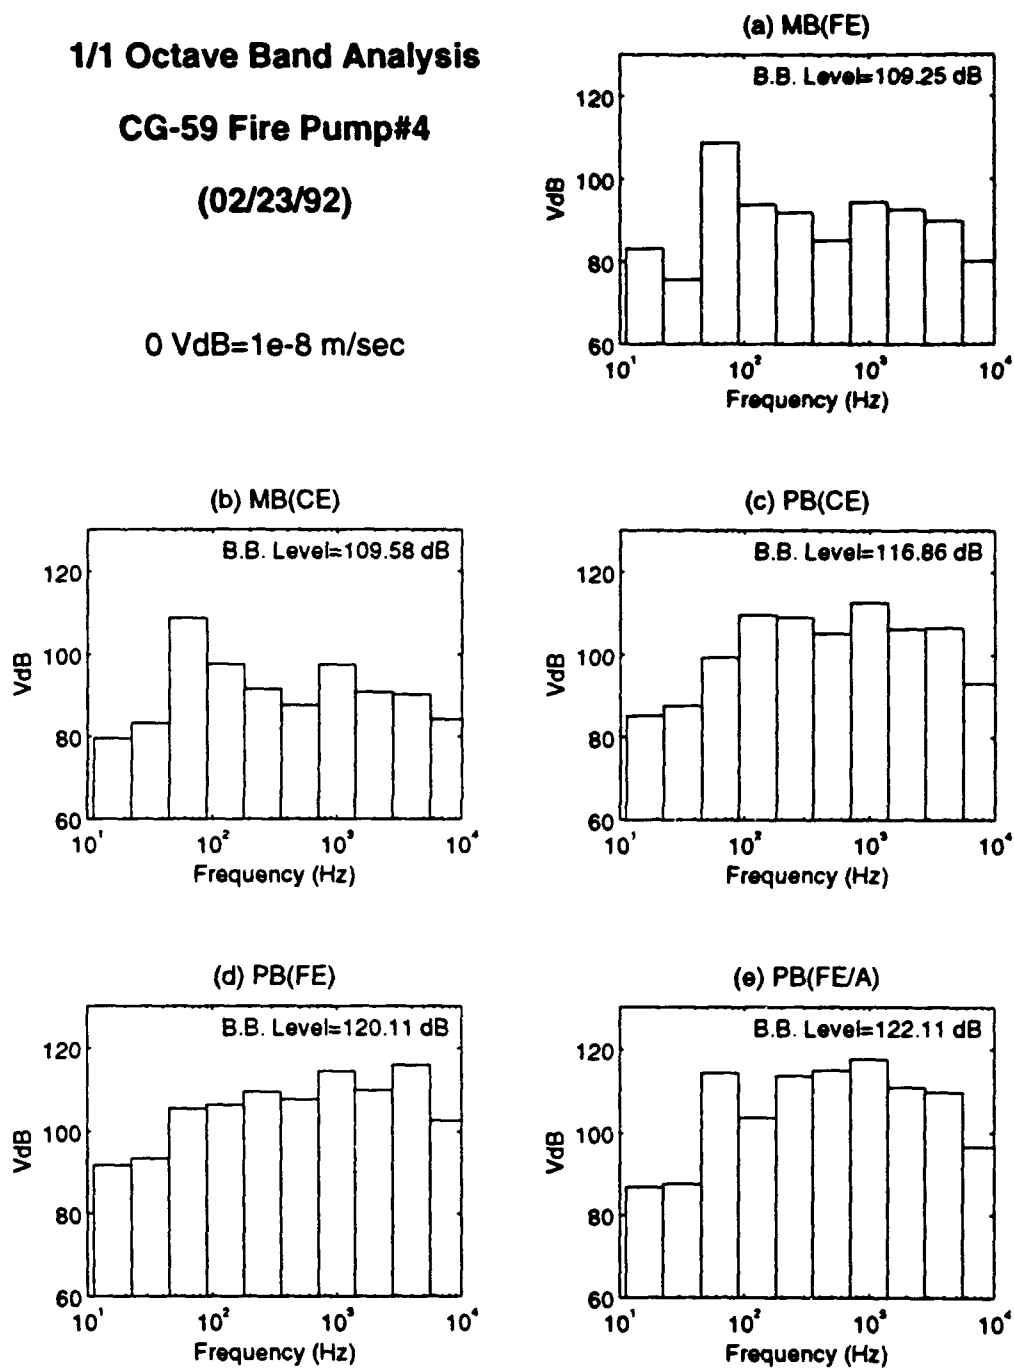 1/1 Octave Band Analysis
CG-59 Fire Pump#4
(02/23/92)
0 VdB=1e-8 m/sec
(a) MB(FE)
B.B. Level=109.25 dB
120
100
80
60
VdB
10¹
10²
10³
10⁴
Frequency (Hz)
(b) MB(CE)
B.B. Level=109.58 dB
120
100
80
60
VdB
10¹
10²
10³
10⁴
Frequency (Hz)
(c) PB(CE)
B.B. Level=116.86 dB
120
100
80
60
VdB
10¹
10²
10³
10⁴
Frequency (Hz)
(d) PB(FE)
B.B. Level=120.11 dB
120
100
80
60
VdB
10¹
10²
10³
10⁴
Frequency (Hz)
(e) PB(FE/A)
B.B. Level=122.11 dB
120
100
80
60
VdB
10¹
10²
10³
10⁴
Frequency (Hz)